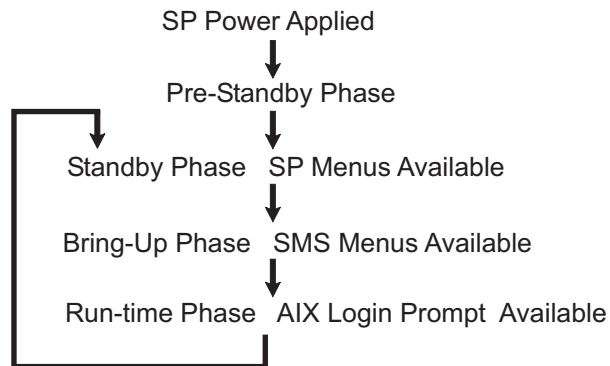 SP Power Applied
Pre-Standby Phase
Standby Phase SP Menus Available
Bring-Up Phase SMS Menus Available
Run-time Phase AIX Login Prompt Available